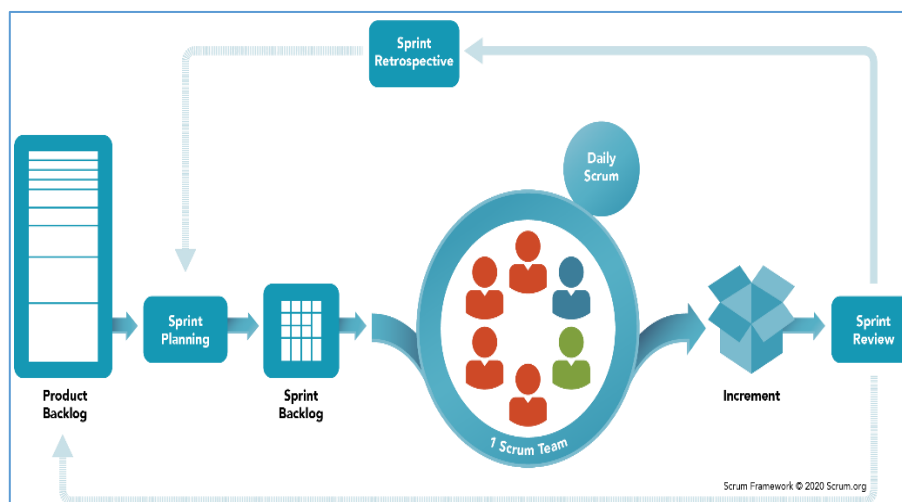 Sprint
Retrospective
Daily
Scrum
Sprint
Planning
Sprint
Review
Product
Backlog
Sprint
Backlog
1 Scrum Team
Increment
Scrum Framework © 2020 Scrum.org